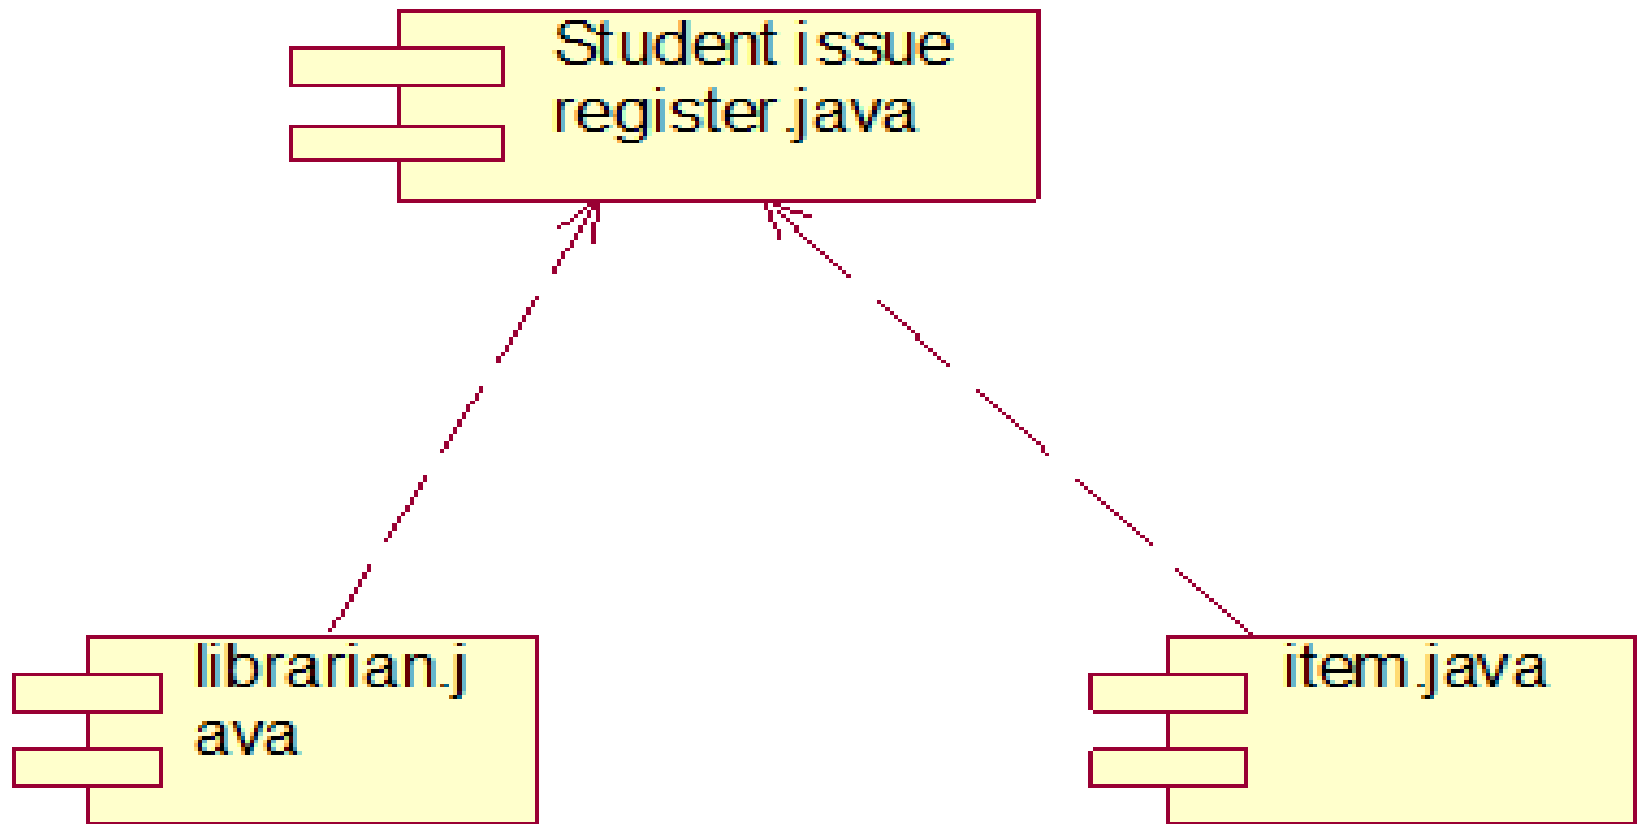 Student issue
register.java
librarian.j
ava
item.java